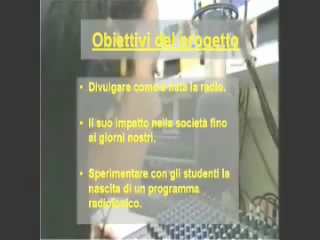 Obiettivi del progetto
• Divulgare come è nata la radio.
• Il suo impatto nella società fino
ai giorni nostri.
• Sperimentare con gli studenti la
nascita di un programma
radiofonico.